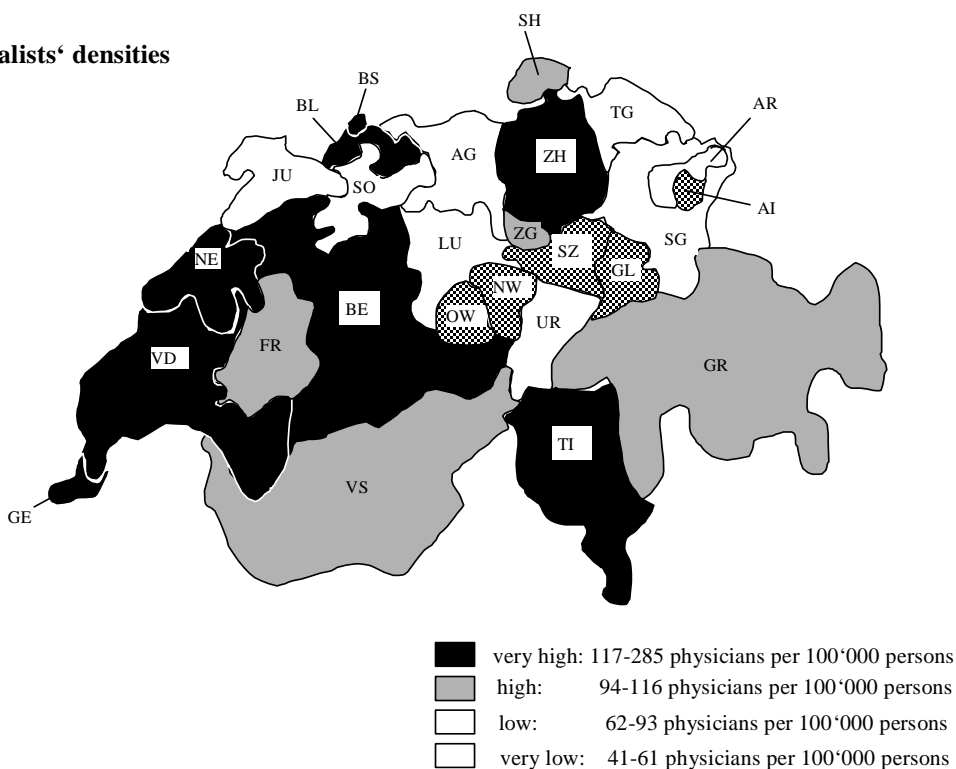 alists‘ densities
SH
BS
BL
TG
AR
AG
ZH
JU
SO
AI
ZG
LU
SZ
SG
NE
GL
NW
BE
OW
UR
FR
VD
GR
TI
VS
GE
very high: 117-285 physicians per 100‘000 persons
high: 94-116 physicians per 100‘000 persons
low: 62-93 physicians per 100‘000 persons
very low: 41-61 physicians per 100‘000 persons